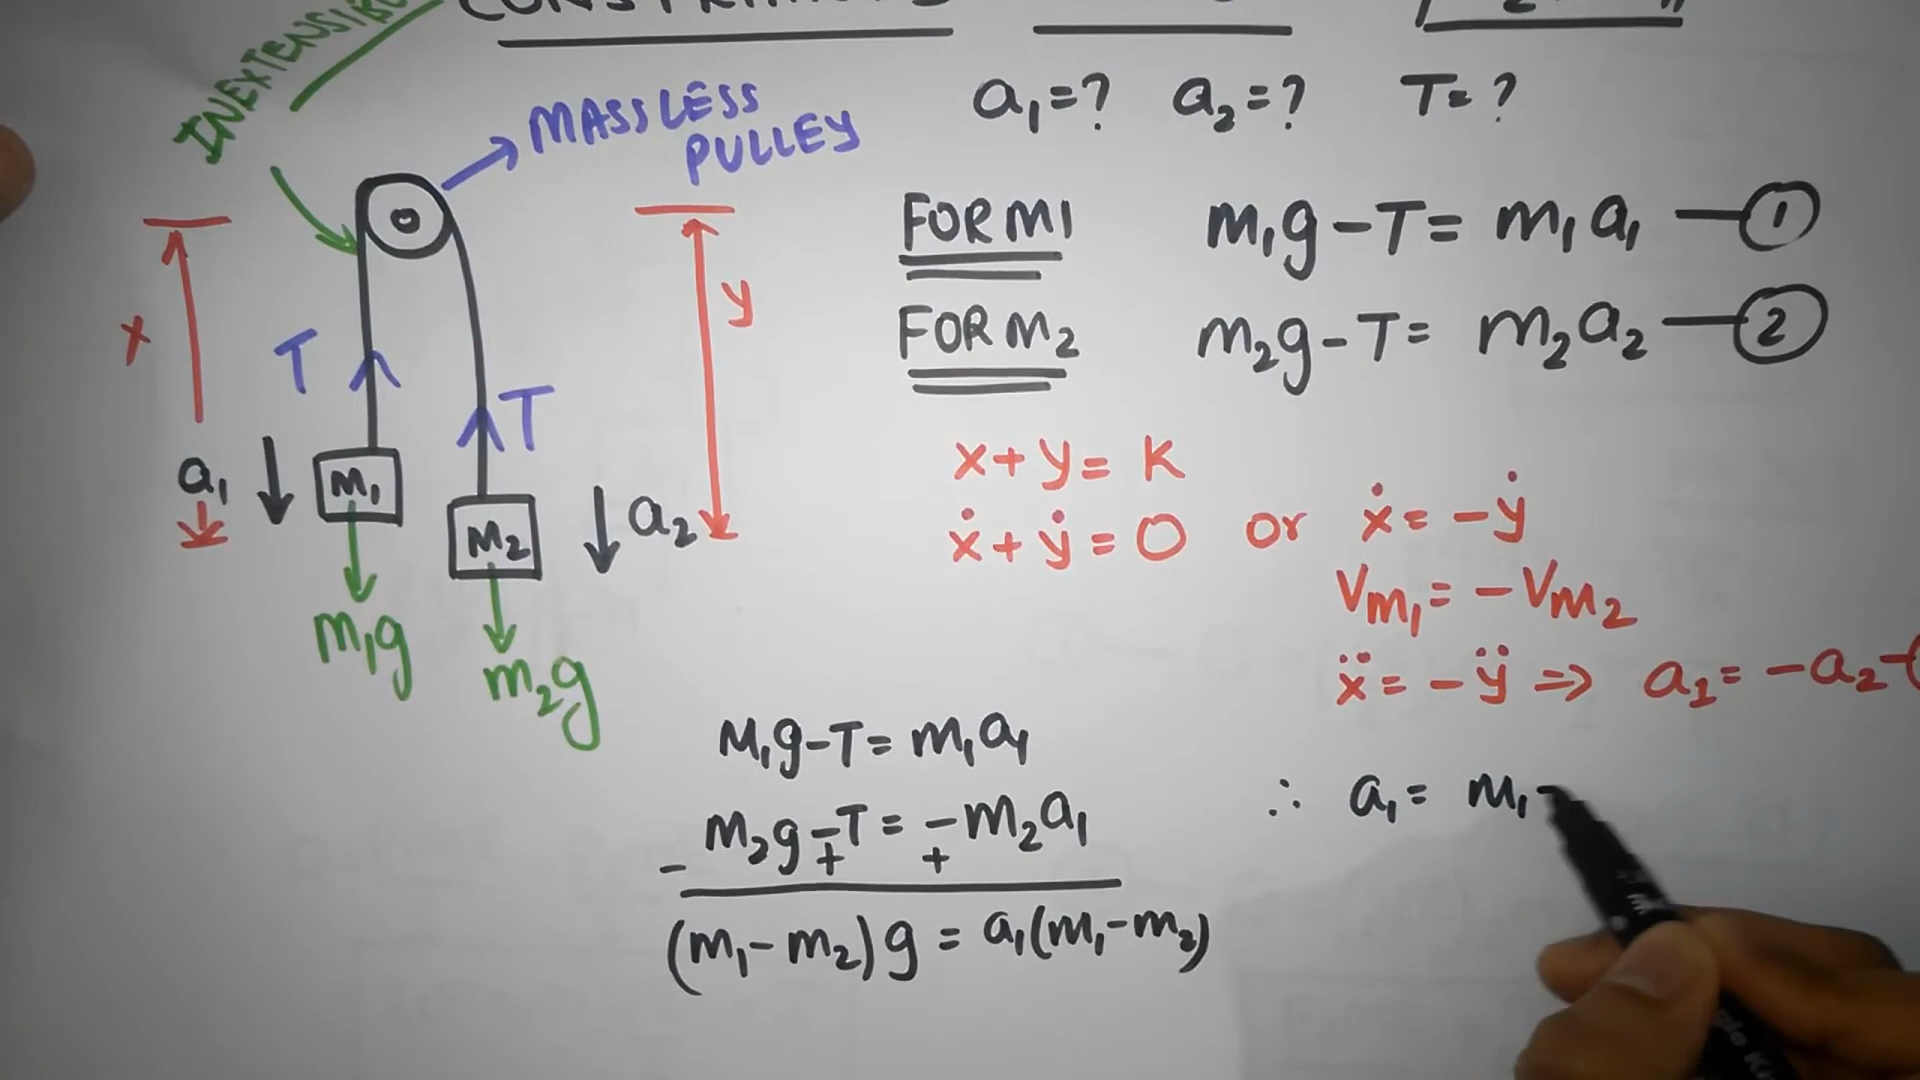 INEXTENSIBLE
MASSLESS
PULLEY
a₁=? a₂=? T=?
FOR M1 m₁g-T= m₁a₁ —①
FOR M₂ m₂g-T= m₂a₂ —②
x
y
T
T
a₁
m₁
M₂
a₂
m₁g
m₂g
x+y= K
ẋ+ẏ=0 or ẋ=-ẏ
Vm₁=-VM₂
ẍ=-ÿ => a₁=-a₂-
M₁g-T= m₁a₁
- m₂g-T= -m₂a₁
+ +
(m₁-m₂)g = a₁(m₁-m₂)
∴ a₁= m₁-